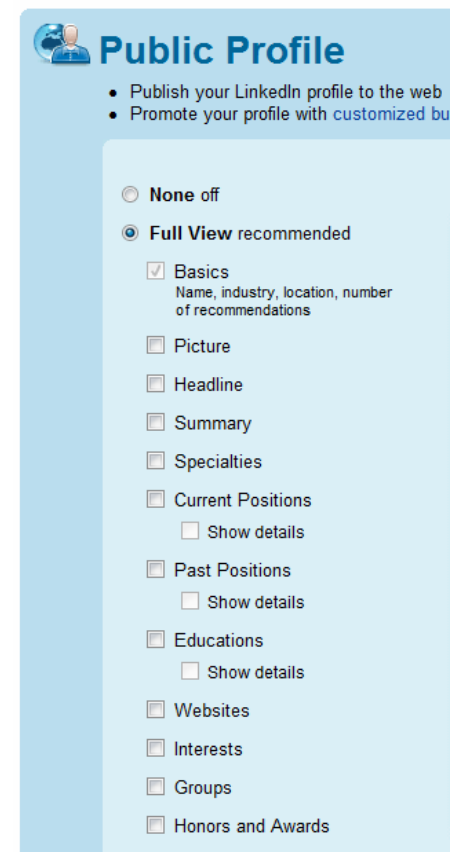 Public Profile
• Publish your LinkedIn profile to the web
• Promote your profile with customized bu
None off
Full View recommended
Basics
Name, industry, location, number
of recommendations
Picture
Headline
Summary
Specialties
Current Positions
Show details
Past Positions
Show details
Educations
Show details
Websites
Interests
Groups
Honors and Awards